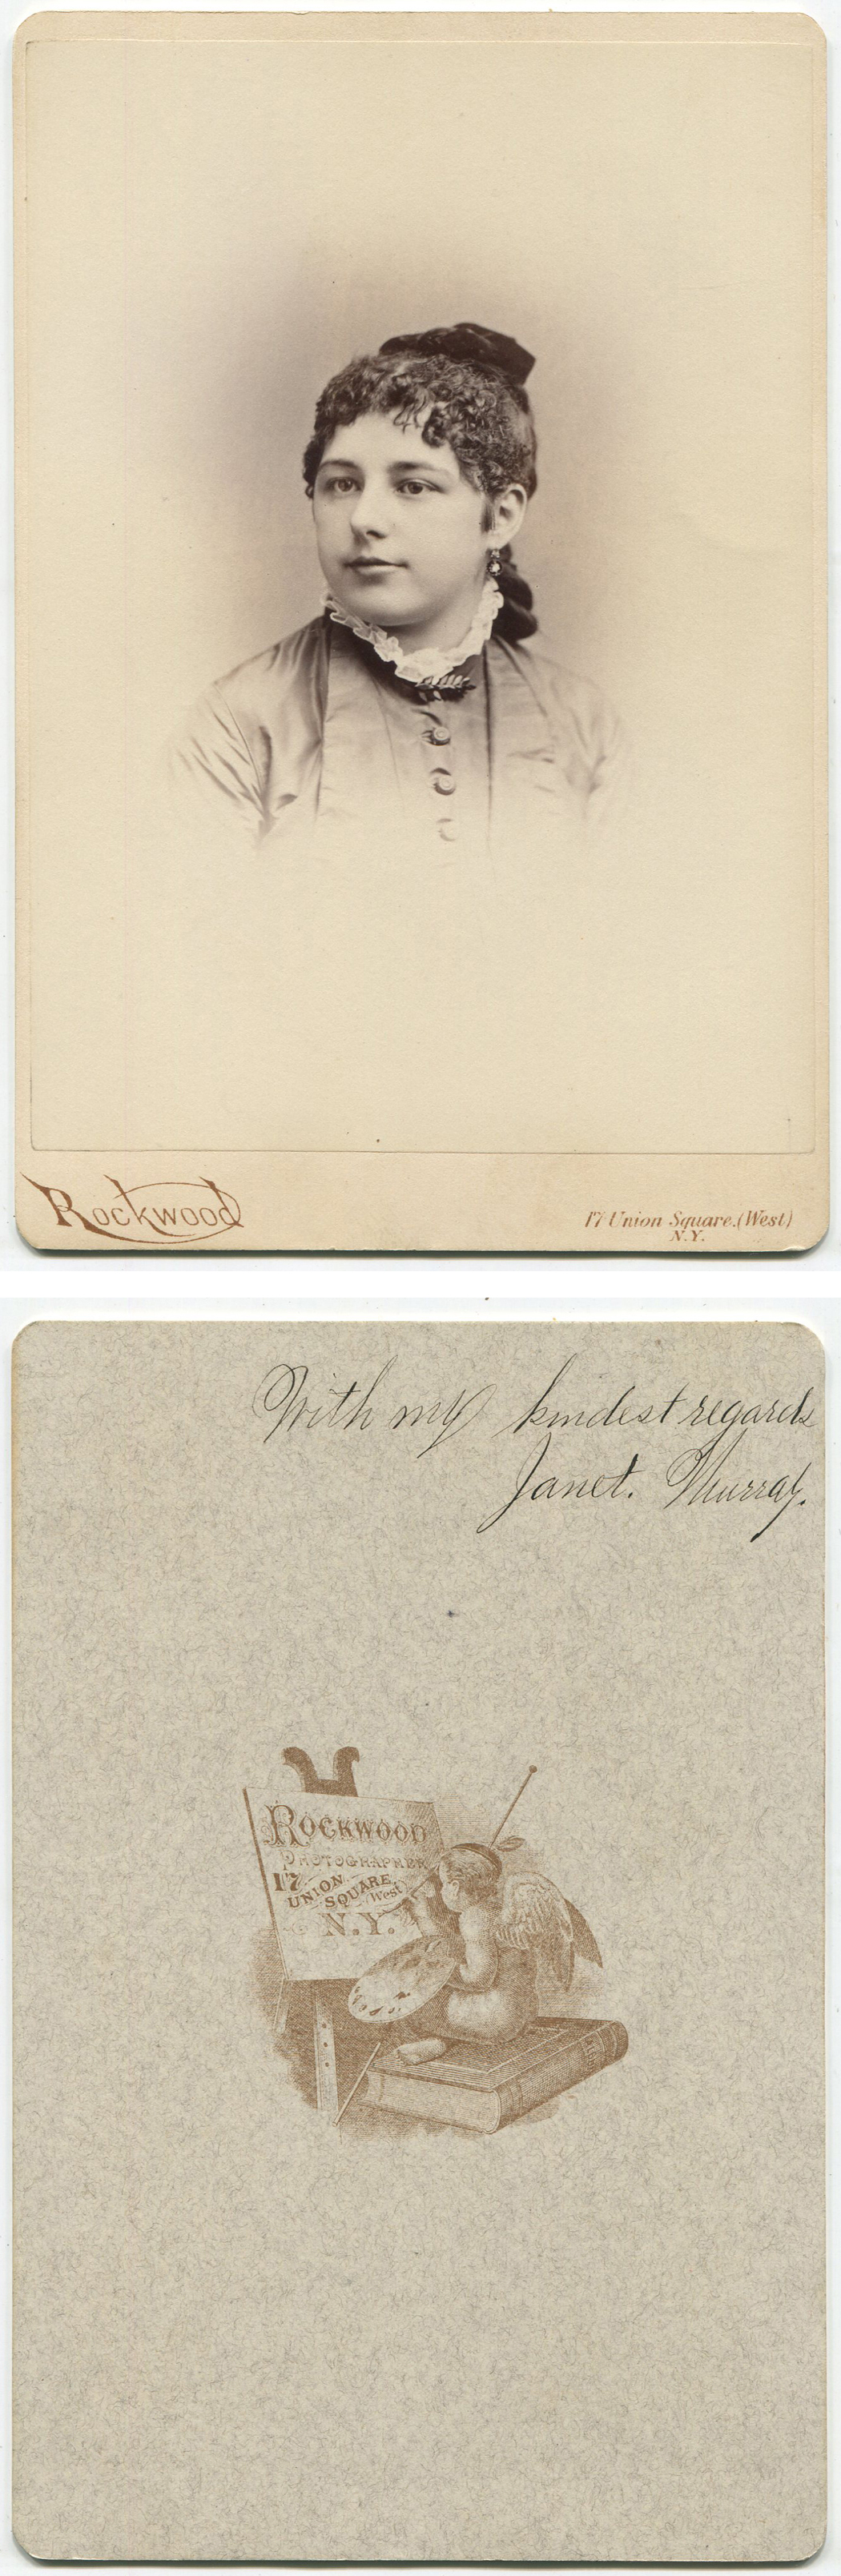 Rockwood
17 Union Square.(West)
N.Y.
With my kindest regards
Janet. Murray.
ROCKWOOD
PHOTOGRAPHER
17 UNION SQUARE (West)
N.Y.